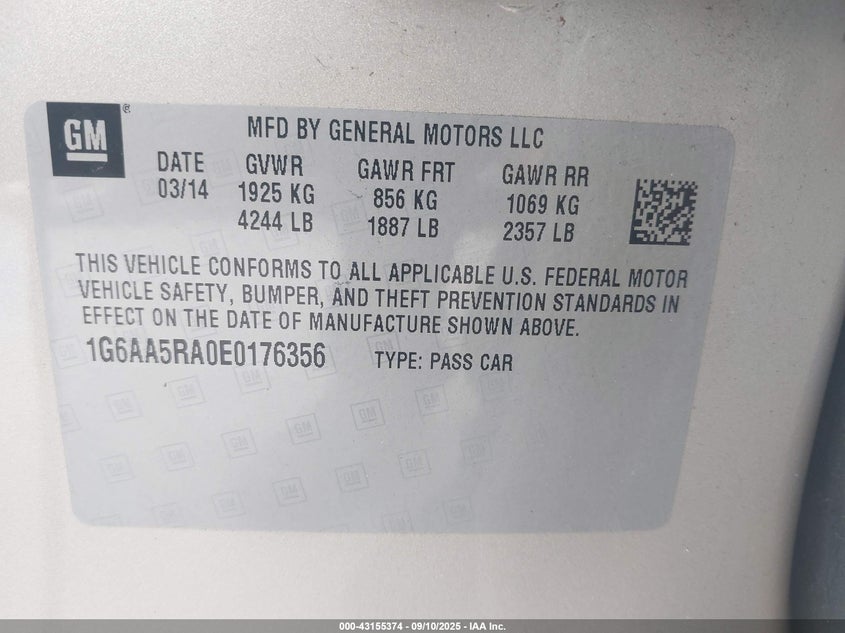 GM®
MFD BY GENERAL MOTORS LLC
DATE GVWR GAWR FRT GAWR RR
03/14 1925 KG 856 KG 1069 KG
4244 LB 1887 LB 2357 LB
THIS VEHICLE CONFORMS TO ALL APPLICABLE U.S. FEDERAL MOTOR
VEHICLE SAFETY, BUMPER, AND THEFT PREVENTION STANDARDS IN
EFFECT ON THE DATE OF MANUFACTURE SHOWN ABOVE.
1G6AA5RA0E0176356 TYPE: PASS CAR
000-43155374 - 09/10/2025 - IAA Inc.